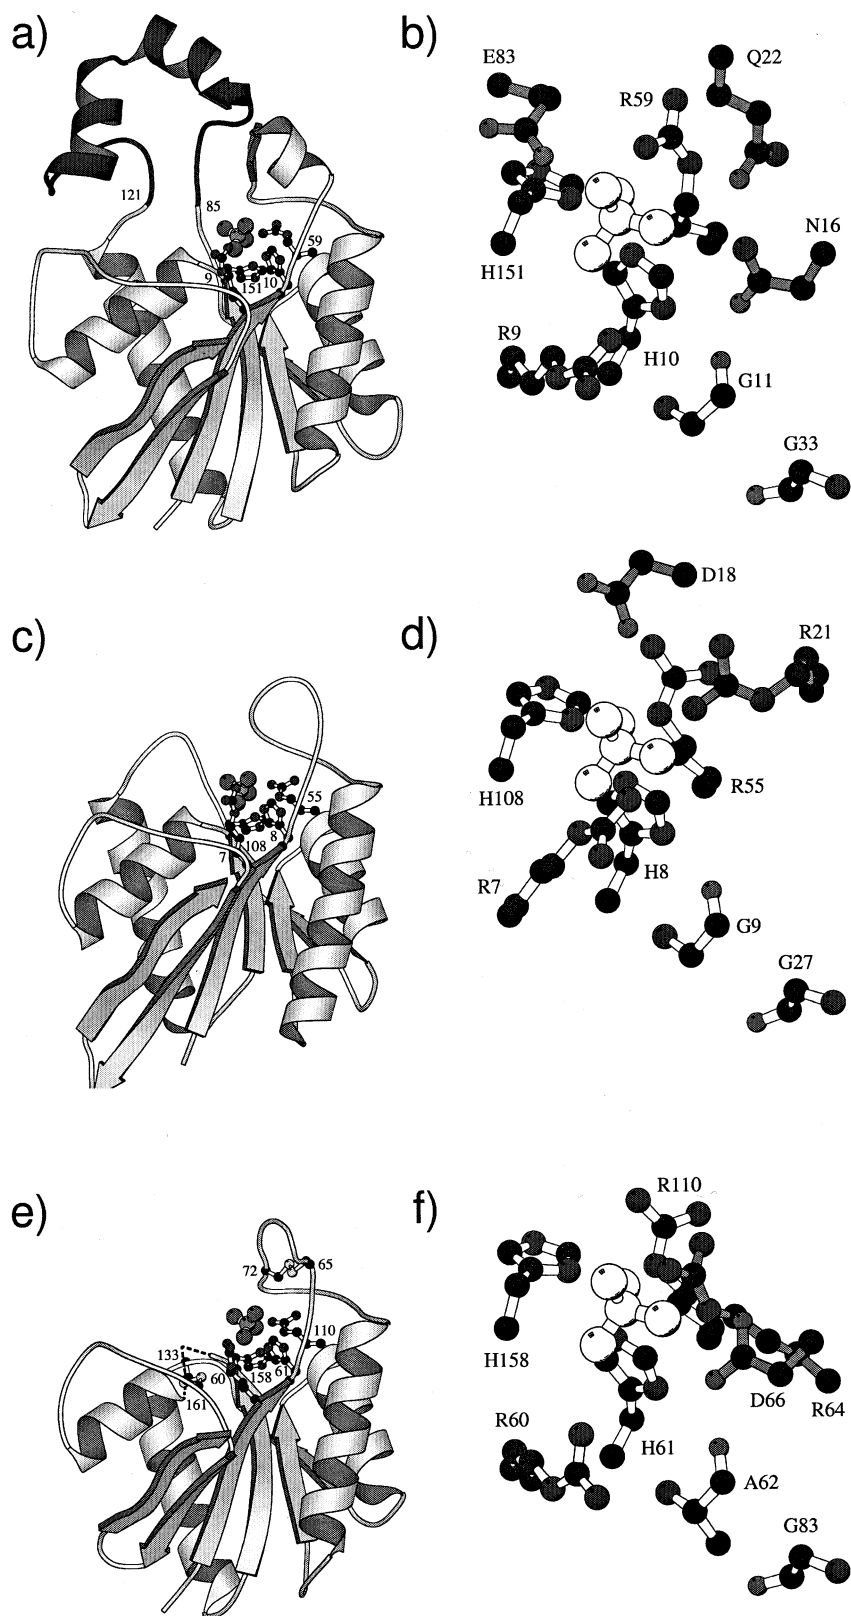 a)
121
85
59
9
151
10
b)
E83
Q22
R59
N16
H151
R9
H10
G11
G33
c)
55
8
108
7
d)
D18
R21
H108
R55
R7
H8
G9
G27
e)
72
65
110
133
60
158
61
161
f)
R110
H158
D66
R64
R60
H61
A62
G83